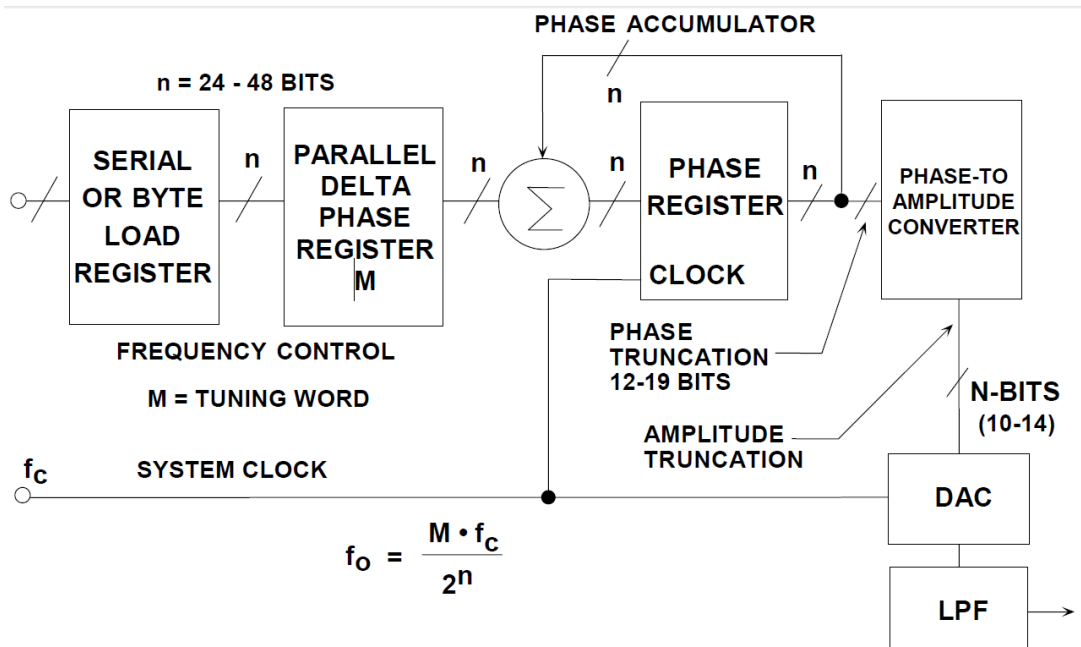 PHASE ACCUMULATOR
n = 24 - 48 BITS
n
SERIAL
OR BYTE
LOAD
REGISTER
n
PARALLEL
DELTA
PHASE
REGISTER
M
n
Σ
n
PHASE
REGISTER
CLOCK
n
PHASE-TO
AMPLITUDE
CONVERTER
FREQUENCY CONTROL
M = TUNING WORD
PHASE
TRUNCATION
12-19 BITS
N-BITS
(10-14)
AMPLITUDE
TRUNCATION
fc
SYSTEM CLOCK
DAC
fo = M • fc
2n
LPF